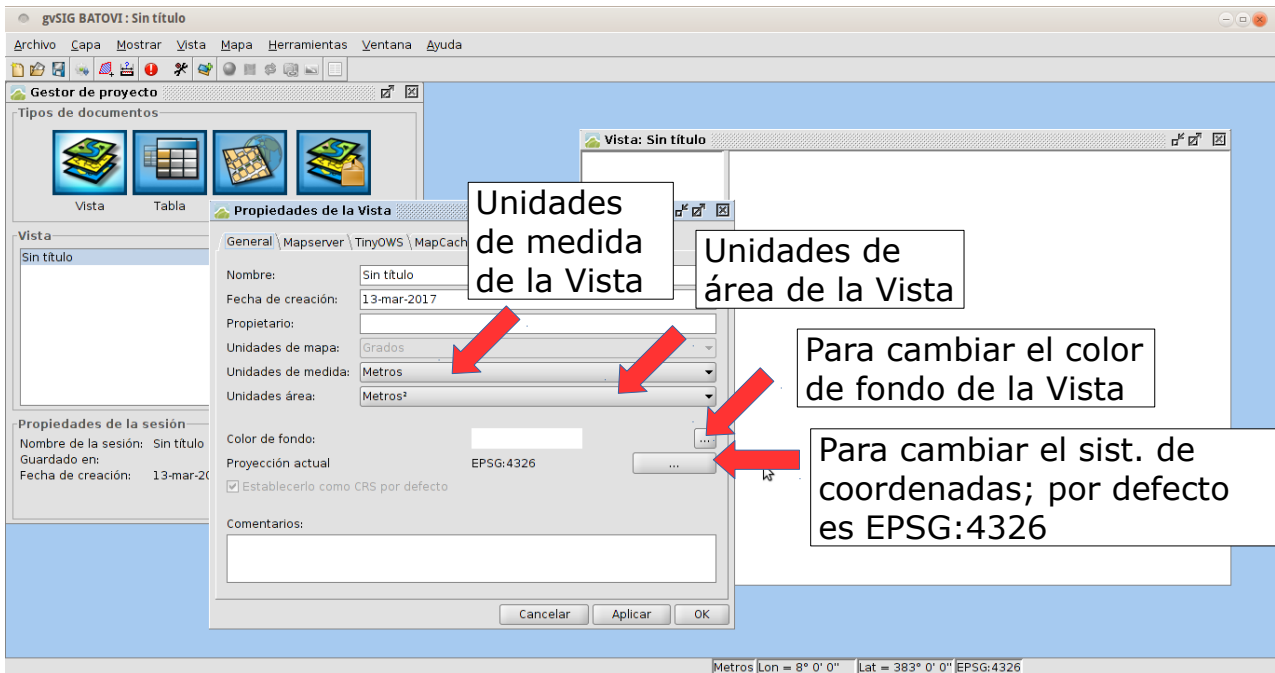 gvSIG BATOVI : Sin título
Archivo Capa Mostrar Vista Mapa Herramientas Ventana Ayuda
Gestor de proyecto
Tipos de documentos
Vista Tabla
Vista
Sin título
Propiedades de la sesión
Nombre de la sesión: Sin título
Guardado en:
Fecha de creación: 13-mar-20
Vista: Sin título
Propiedades de la Vista
General Mapserver TinyOWS MapCach
Nombre: Sin título
Fecha de creación: 13-mar-2017
Propietario:
Unidades de mapa: Grados
Unidades de medida: Metros
Unidades área: Metros²
Color de fondo: ...
Proyección actual EPSG:4326 ...
Establecerlo como CRS por defecto
Comentarios:
Cancelar Aplicar OK
Unidades
de medida
de la Vista
Unidades de
área de la Vista
Para cambiar el color
de fondo de la Vista
Para cambiar el sist. de
coordenadas; por defecto
es EPSG:4326
Metros Lon = 8° 0' 0" Lat = 383° 0' 0" EPSG:4326